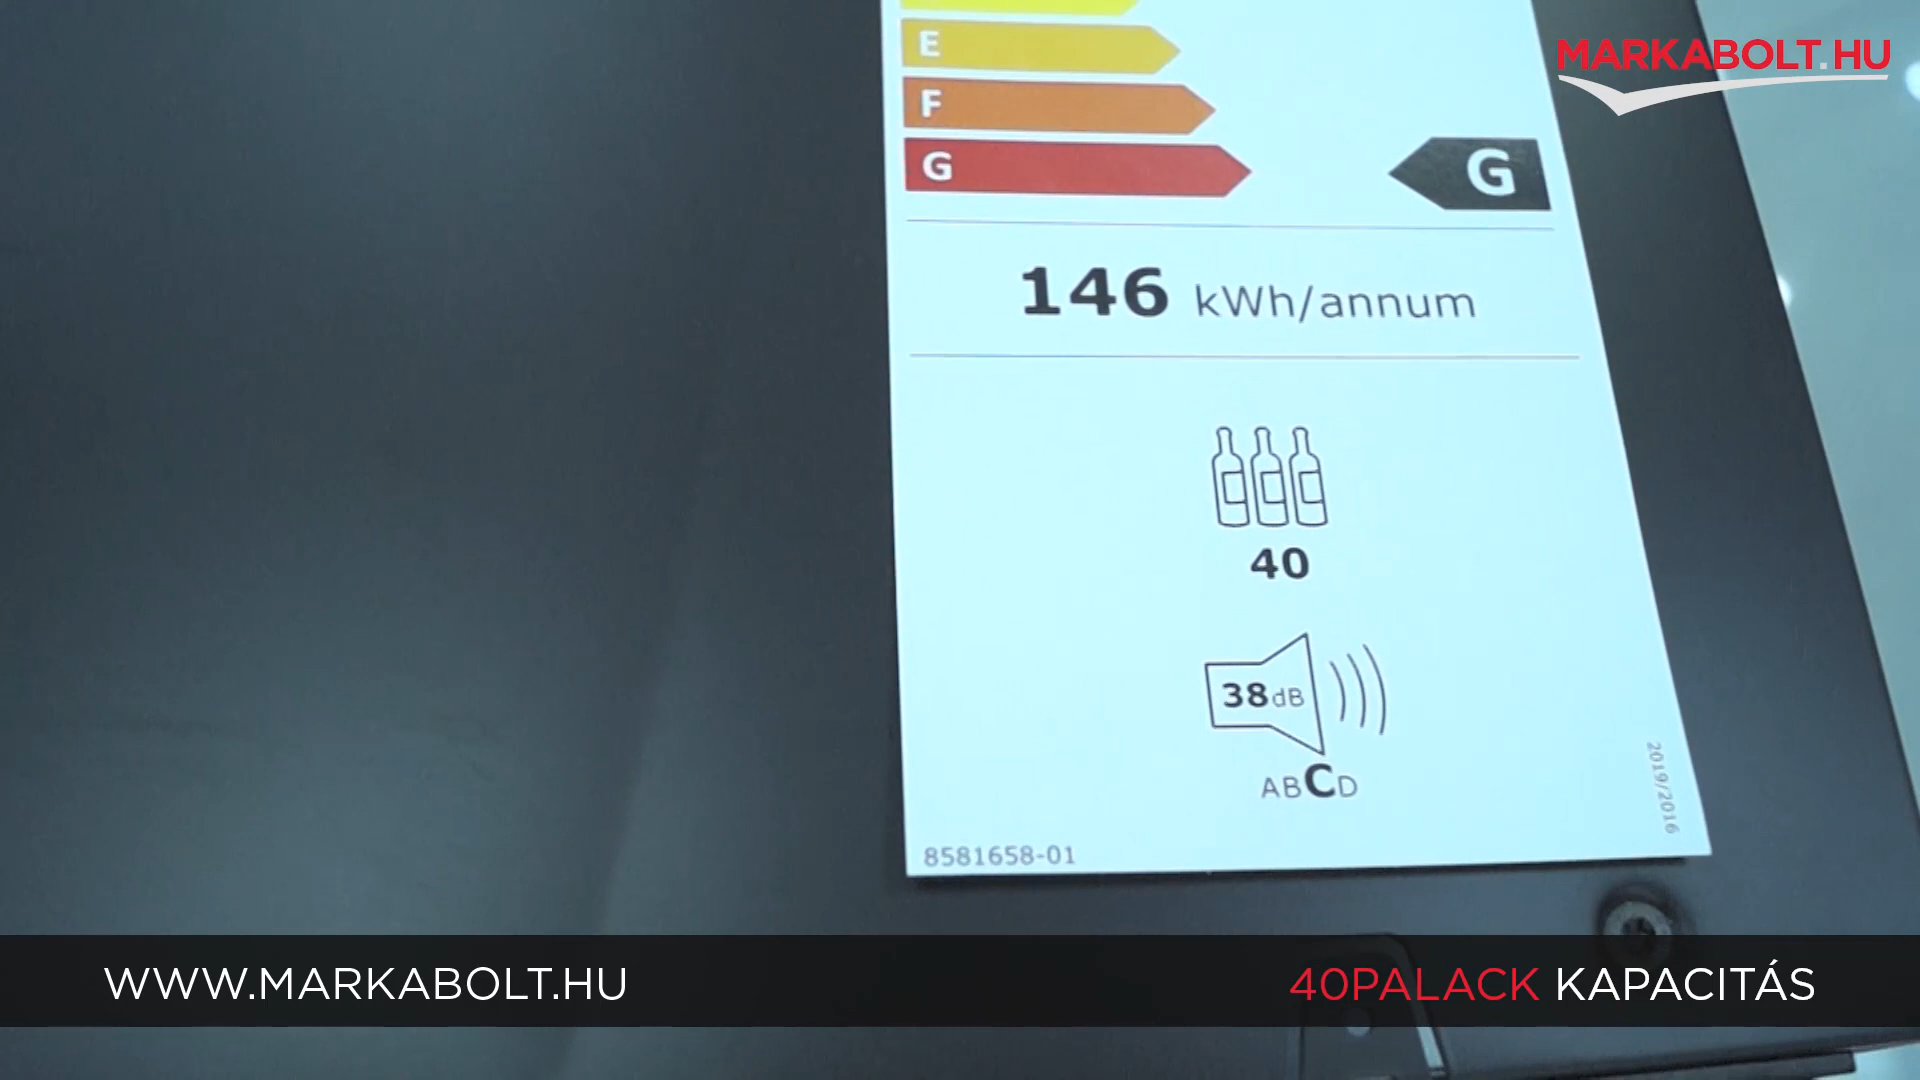 MARKABOLT.HU
E
F
G
G
146 kWh/annum
40
38dB
ABCD
2019/2016
8581658-01
WWW.MARKABOLT.HU
40PALACK KAPACITÁS